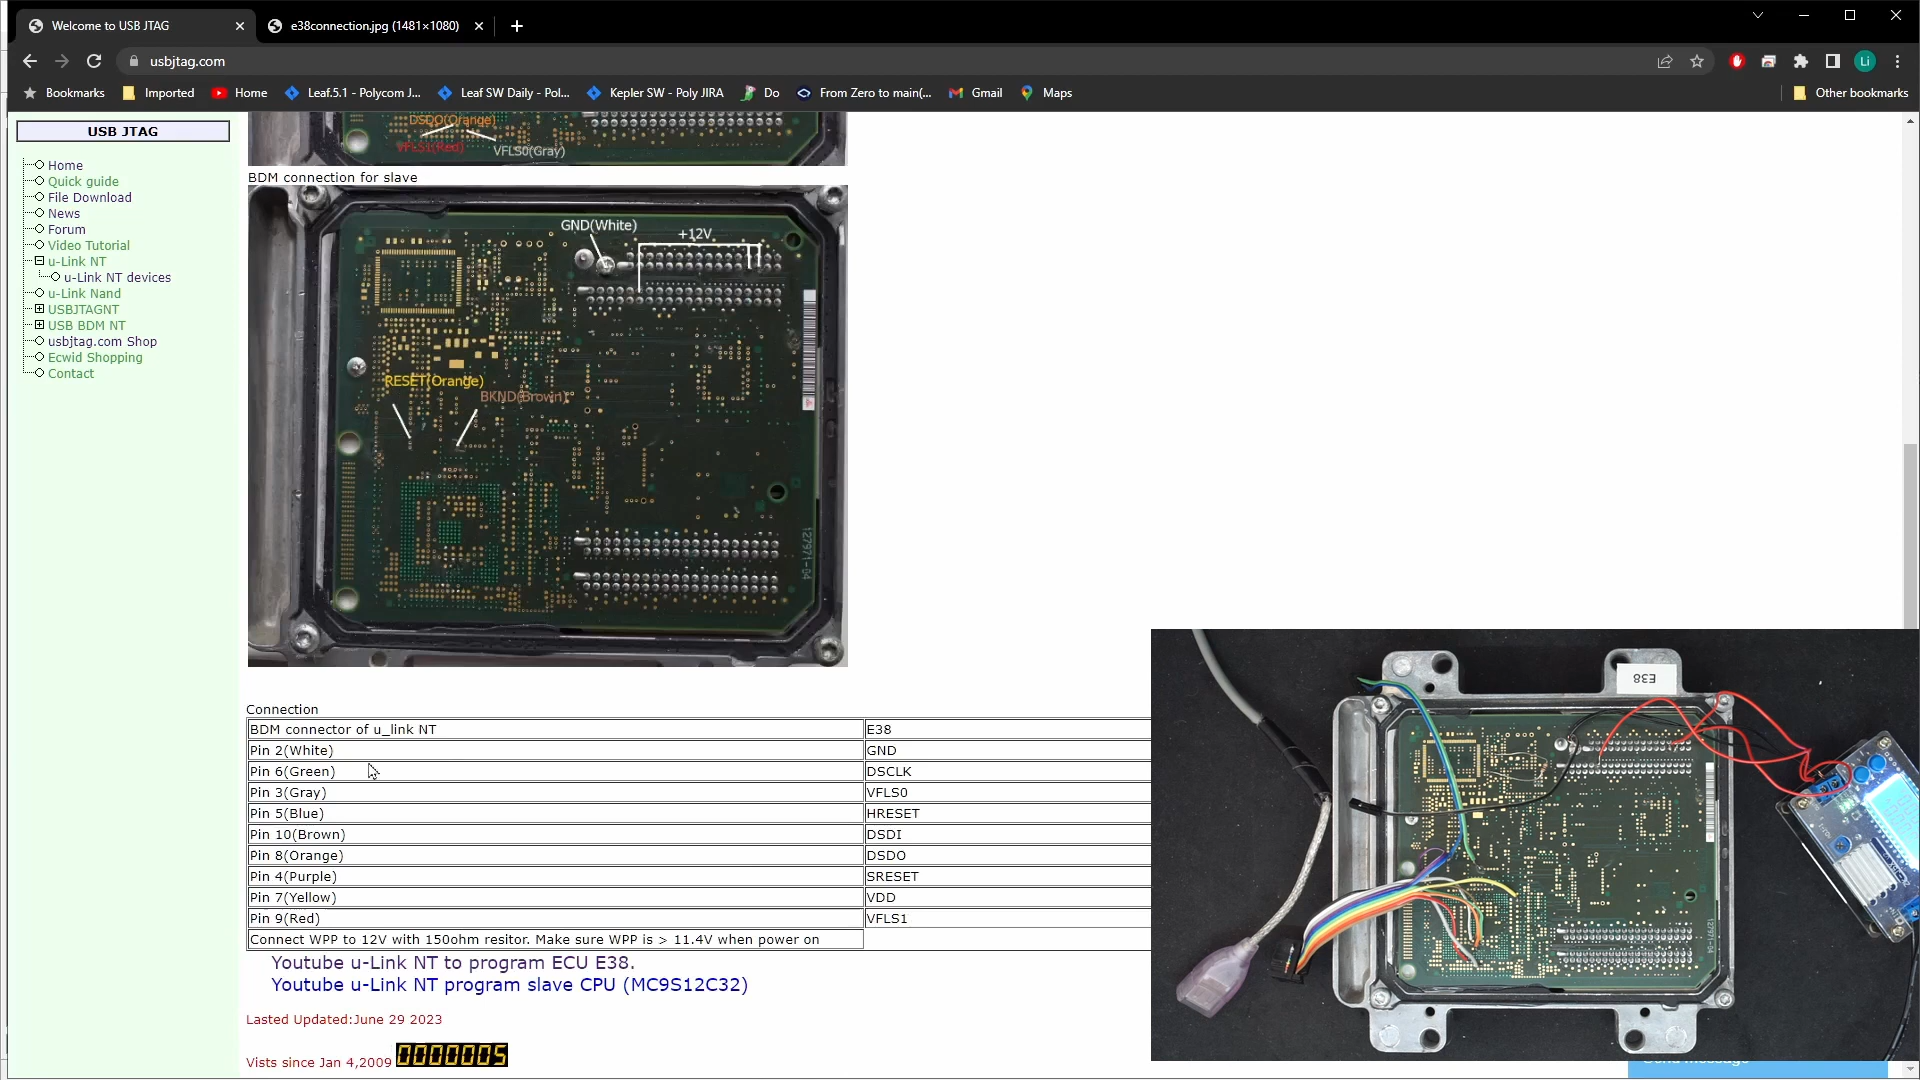 Welcome to USB JTAG
e38connection.jpg (1481×1080)
usbjtag.com
Li
Bookmarks
Imported
Home
Leaf.5.1 - Polycom J...
Leaf SW Daily - Pol...
Kepler SW - Poly JIRA
Do
From Zero to main(...
Gmail
Maps
Other bookmarks
USB JTAG
Home
Quick guide
File Download
News
Forum
Video Tutorial
u-Link NT
u-Link NT devices
u-Link Nand
USBJTAGNT
USB BDM NT
usbjtag.com Shop
Ecwid Shopping
Contact
DSDO(Orange)
VFLS1(Red)
VFLS0(Gray)
BDM connection for slave
GND(White)
+12V
RESET(Orange)
BKND(Brown)
12797J-04
Connection
BDM connector of u_link NT
E38
Pin 2(White)
GND
Pin 6(Green)
DSCLK
Pin 3(Gray)
VFLS0
Pin 5(Blue)
HRESET
Pin 10(Brown)
DSDI
Pin 8(Orange)
DSDO
Pin 4(Purple)
SRESET
Pin 7(Yellow)
VDD
Pin 9(Red)
VFLS1
Connect WPP to 12V with 150ohm resitor. Make sure WPP is > 11.4V when power on
Youtube u-Link NT to program ECU E38.
Youtube u-Link NT program slave CPU (MC9S12C32)
Last Updated:June 29 2023
Vists since Jan 4,2009
0000005
E38